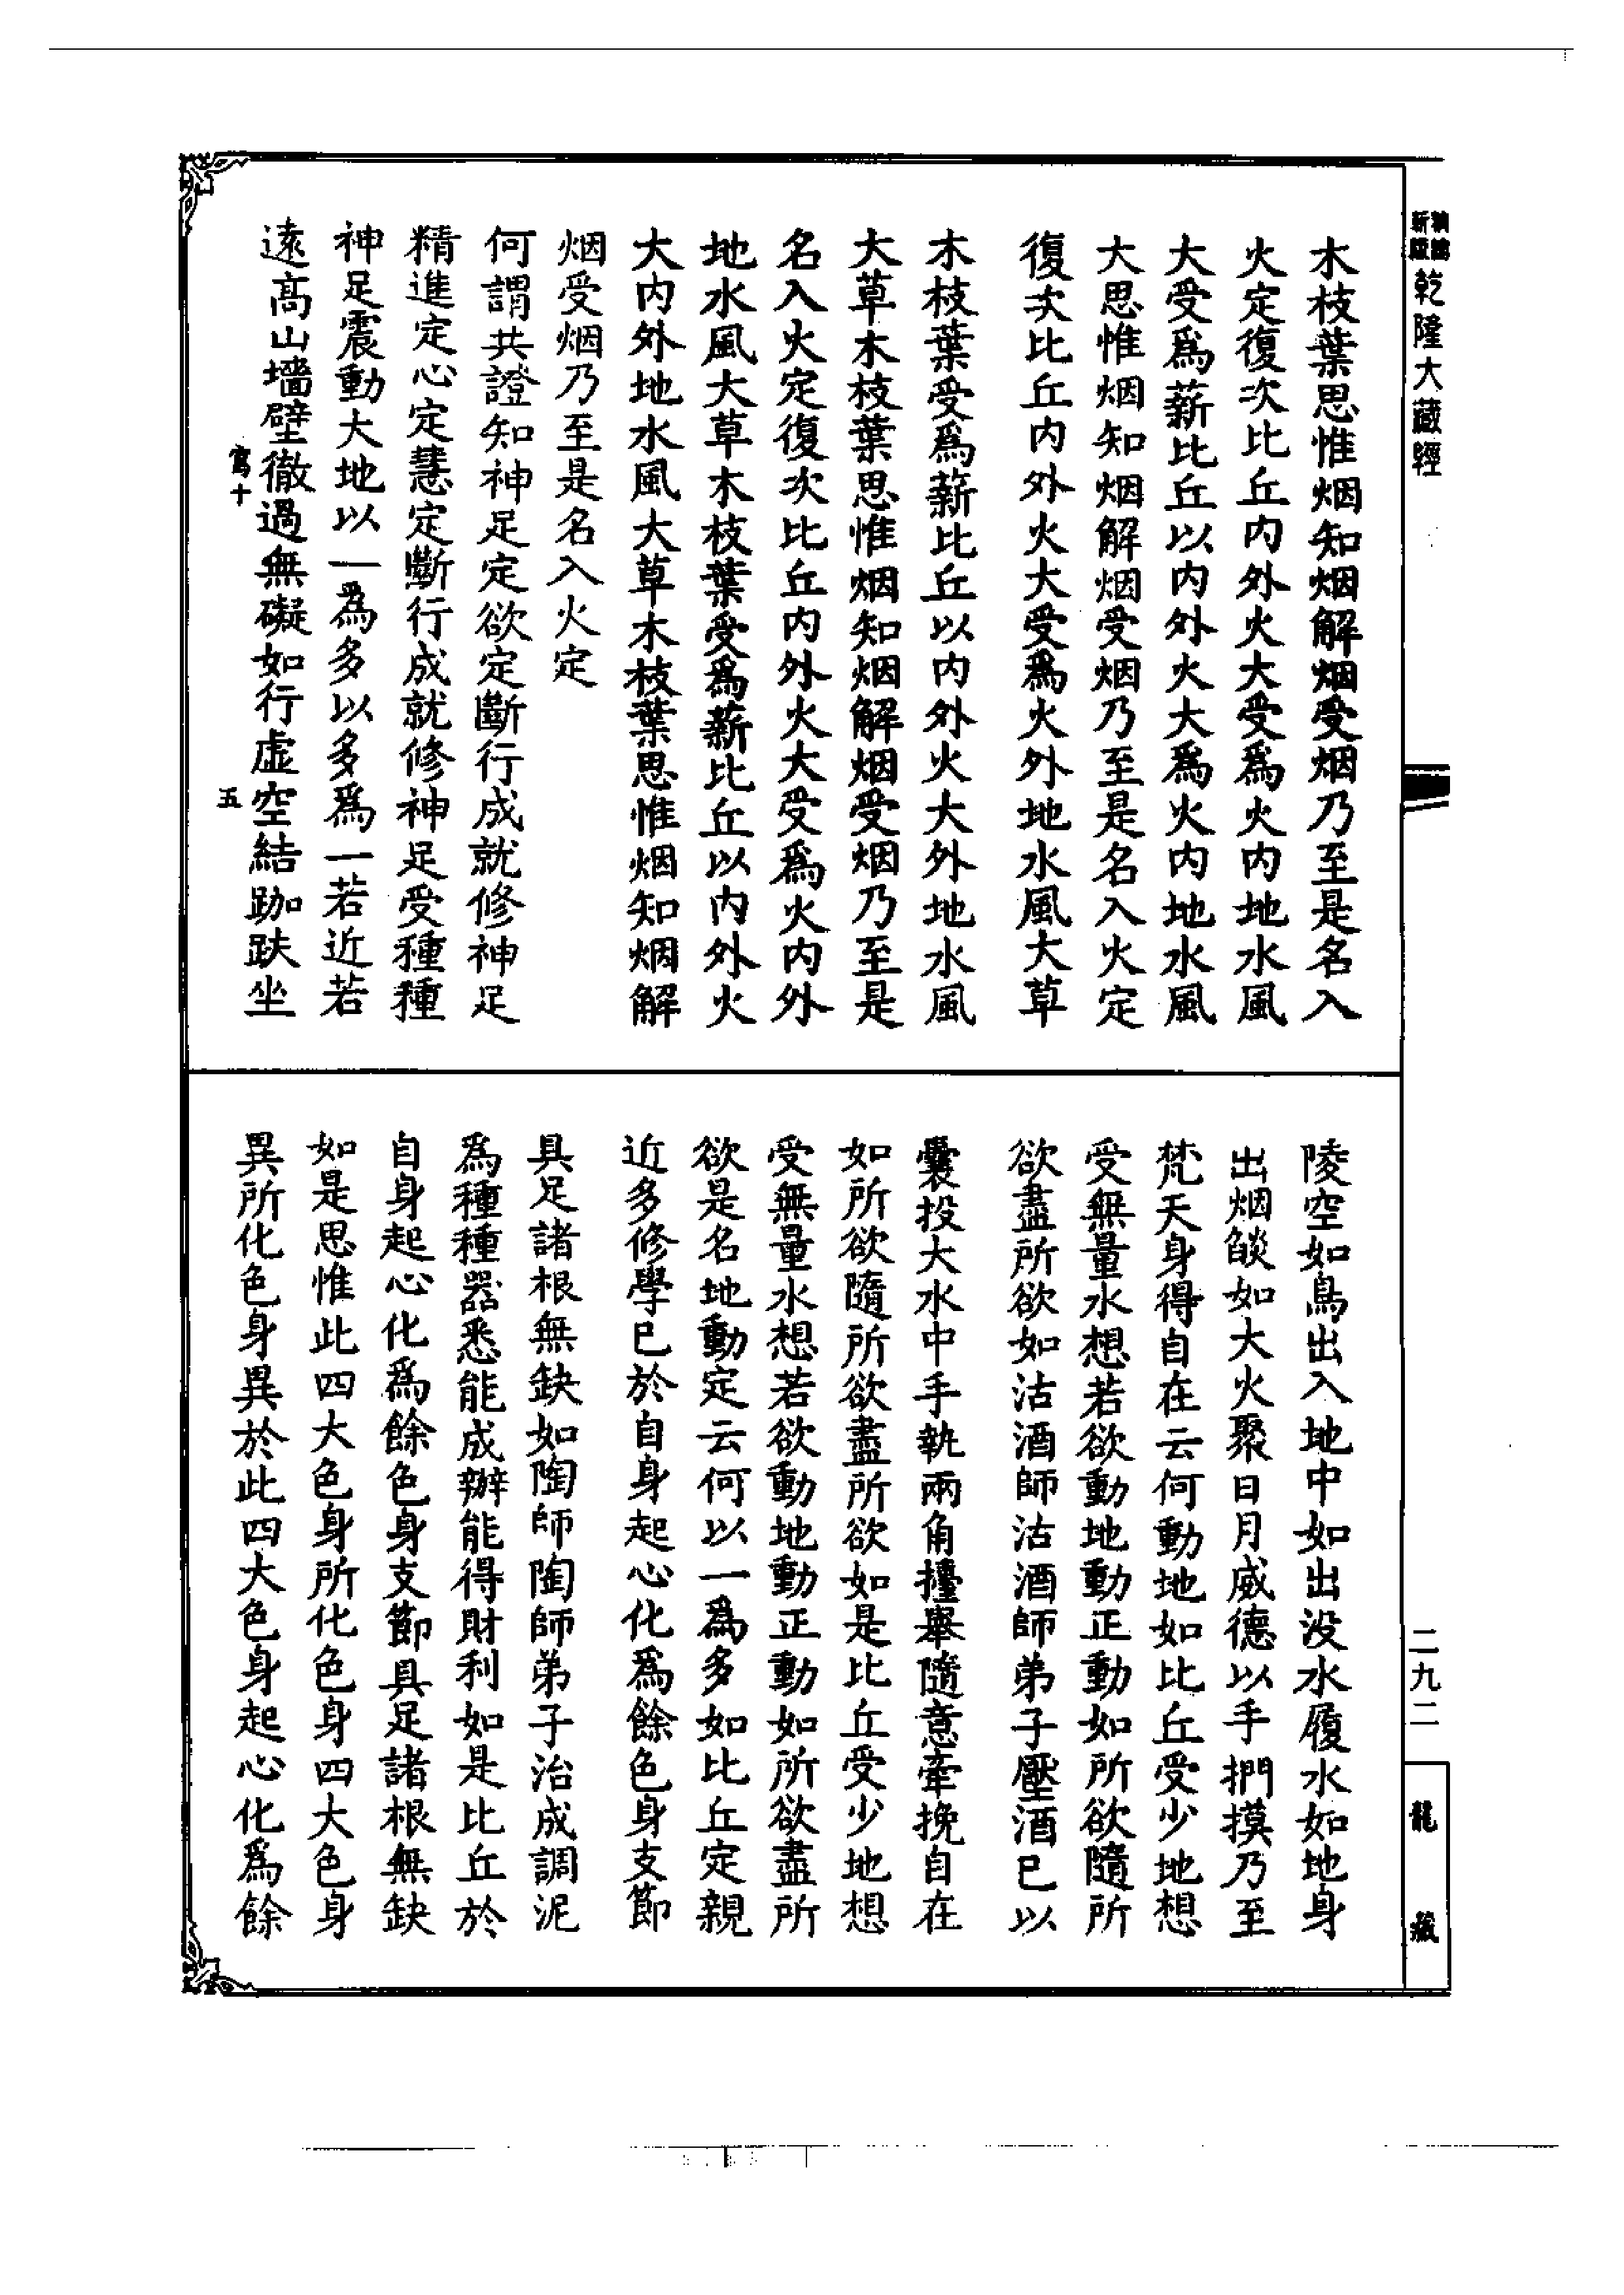 精縮
新版
乾隆大藏經
木枝葉思惟烟知烟解烟受烟乃至是名入
火定復次比丘内外火大受爲火内地水風
大受爲薪比丘以内外火大爲火内地水風
大思惟烟知烟解烟受烟乃至是名入火定
復次比丘内外火大受爲火外地水風大草
木枝葉受爲薪比丘以内外火大外地水風
大草木枝葉思惟烟知烟解烟受烟乃至是
名入火定復次比丘内外火大受爲火内外
地水風大草木枝葉受爲薪比丘以内外火
大内外地水風大草木枝葉思惟烟知烟解
烟受烟乃至是名入火定
何謂共證知神足定欲定斷行成就修神足
精進定心定慧定斷行成就修神足受種種
神足震動大地以一爲多以多爲一若近若
遠高山墻壁徹過無礙如行虚空結跏趺坐
寫十
五
陵空如鳥出入地中如出没水履水如地身
出烟燄如大火聚日月威德以手捫摸乃至
梵天身得自在云何動地如比丘受少地想
受無量水想若欲動地動正動如所欲隨所
欲盡所欲如沽酒師沽酒師弟子壓酒已以
囊投大水中手執兩角擡舉隨意牽挽自在
如所欲隨所欲盡所欲如是比丘受少地想
受無量水想若欲動地動正動如所欲盡所
欲是名地動定云何以一爲多如比丘定親
近多修學已於自身起心化爲餘色身支節
具足諸根無缺如陶師陶師弟子治成調泥
爲種種器悉能成辦能得財利如是比丘於
自身起心化爲餘色身支節具足諸根無缺
如是思惟此四大色身所化色身四大色身
異所化色身異於此四大色身起心化爲餘
二九二
龍藏